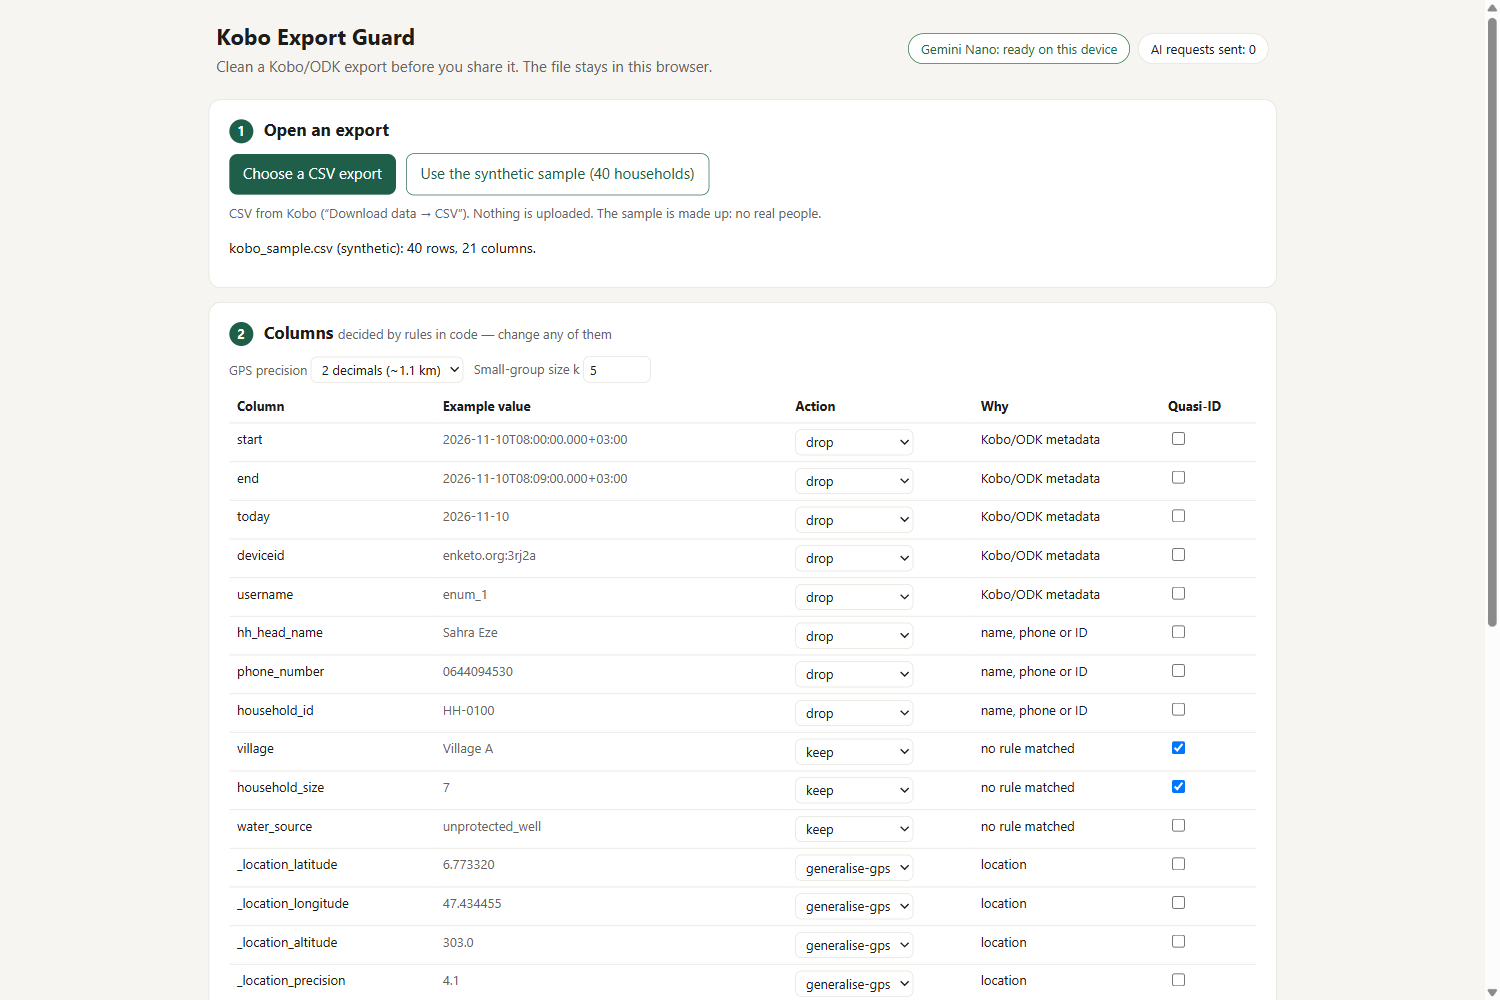 Kobo Export Guard
Clean a Kobo/ODK export before you share it. The file stays in this browser.
Gemini Nano: ready on this device
AI requests sent: 0
1 Open an export
Choose a CSV export
Use the synthetic sample (40 households)
CSV from Kobo (“Download data → CSV”). Nothing is uploaded. The sample is made up: no real people.
kobo_sample.csv (synthetic): 40 rows, 21 columns.
2 Columns decided by rules in code — change any of them
GPS precision 2 decimals (~1.1 km) Small-group size k 5
Column Example value Action Why Quasi-ID
start 2026-11-10T08:00:00.000+03:00 drop Kobo/ODK metadata
end 2026-11-10T08:09:00.000+03:00 drop Kobo/ODK metadata
today 2026-11-10 drop Kobo/ODK metadata
deviceid enketo.org:3rj2a drop Kobo/ODK metadata
username enum_1 drop Kobo/ODK metadata
hh_head_name Sahra Eze drop name, phone or ID
phone_number 0644094530 drop name, phone or ID
household_id HH-0100 drop name, phone or ID
village Village A keep no rule matched
household_size 7 keep no rule matched
water_source unprotected_well keep no rule matched
_location_latitude 6.773320 generalise-gps location
_location_longitude 47.434455 generalise-gps location
_location_altitude 303.0 generalise-gps location
_location_precision 4.1 generalise-gps location